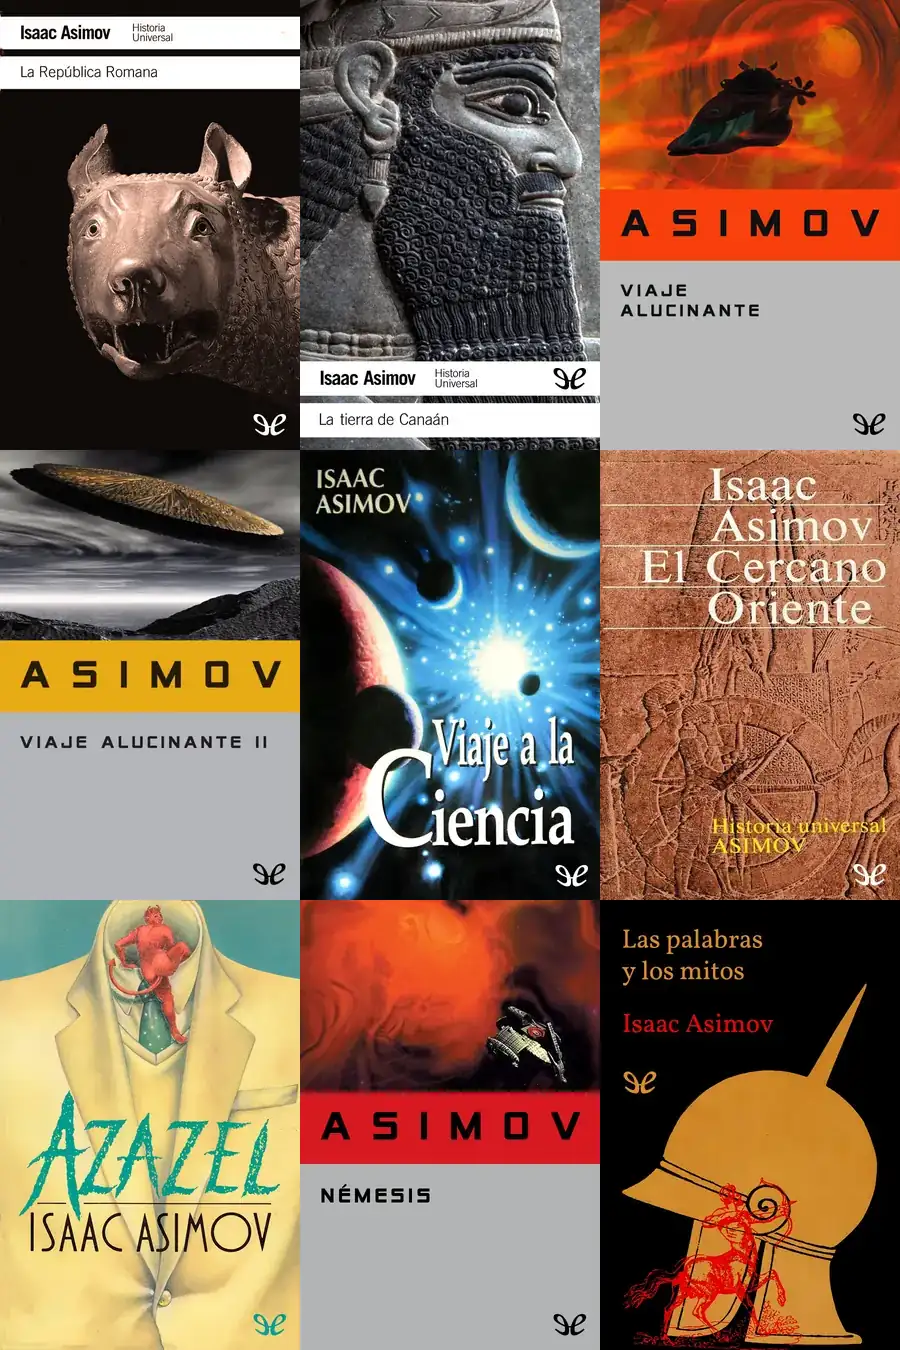 Isaac Asimov
Historia
Universal
La República Romana
Isaac Asimov
Historia
Universal
La tierra de Canaán
ASIMOV
VIAJE
ALUCINANTE
ASIMOV
VIAJE ALUCINANTE II
ISAAC
ASIMOV
Viaje a la
Ciencia
Isaac
Asimov
El Cercano
Oriente
Historia universal
ASIMOV
AZAZEL
ISAAC ASIMOV
ASIMOV
NÉMESIS
Las palabras
y los mitos
Isaac Asimov